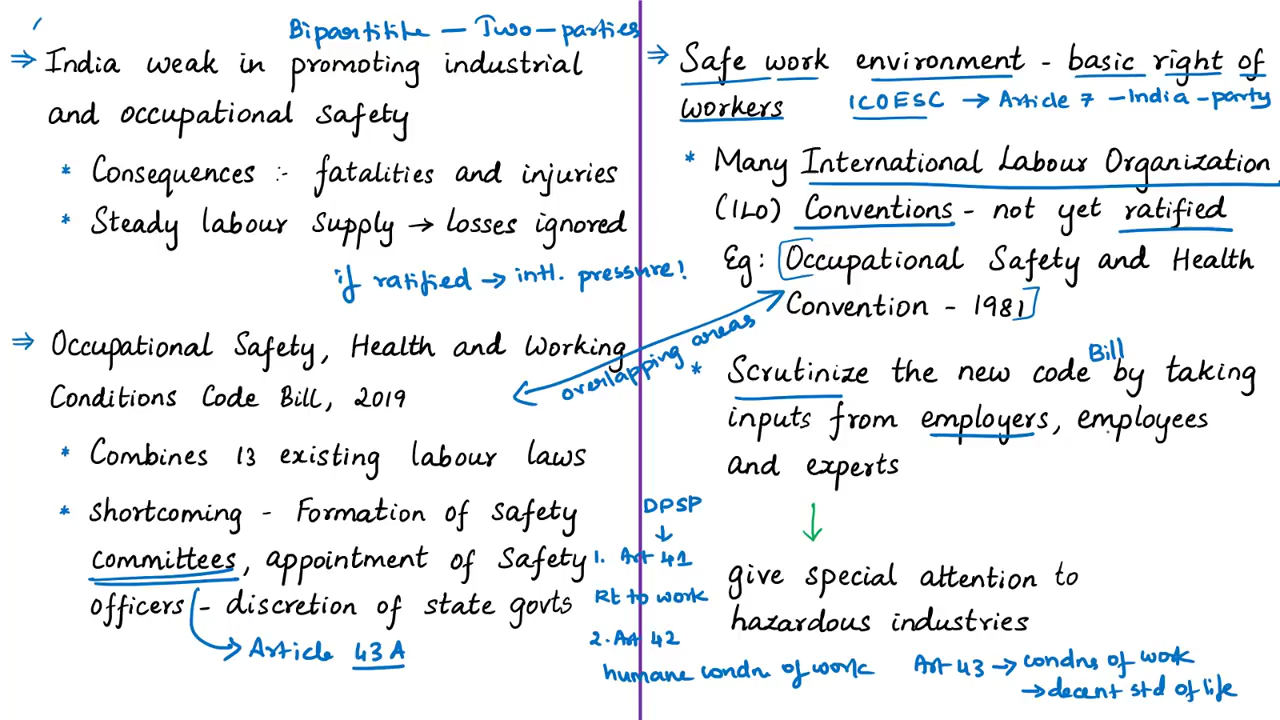 Bipartitite - Two-parties
⇒ India weak in promoting industrial
and occupational safety
* Consequences :- fatalities and injuries
* Steady labour supply → losses ignored
if ratified → intl. pressure!
⇒ Occupational Safety, Health and Working
Conditions Code Bill, 2019
* Combines 13 existing labour laws
* Shortcoming - Formation of safety
committees, appointment of Safety
officers - discretion of state govts
→ Article 43A
⇒ Safe work environment - basic right of
workers
ICOESC → Article 7 - India - party
* Many International Labour Organization
(ILO) Conventions - not yet ratified
Eg: [Occupational Safety and Health
Convention - 1981]
overlapping areas
Bill
* Scrutinize the new code by taking
inputs from employers, employees
and experts
↓
give special attention to
hazardous industries
DPSP
↓
1. Art 41
Rt to work
2. Art 42
humane condn of work
Art 43 → condns of work
→ decent std of life